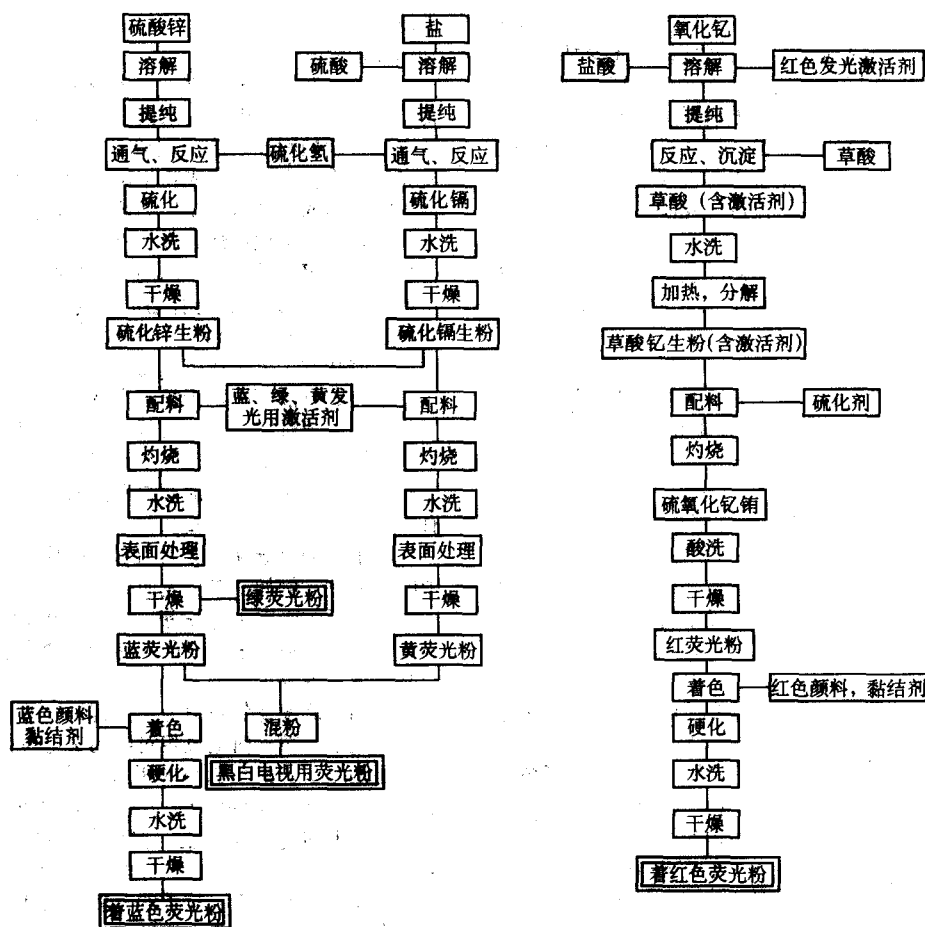 硫酸锌
溶解
提纯
通气、反应
硫化
水洗
干燥
硫化锌生粉
配料
灼烧
水洗
表面处理
干燥
绿荧光粉
蓝荧光粉
蓝色颜料
黏结剂
着色
硬化
水洗
干燥
着蓝色荧光粉
硫化氢
蓝、绿、黄发
光用激活剂
混粉
黑白电视用荧光粉
盐
硫酸
溶解
提纯
通气、反应
硫化镉
水洗
干燥
硫化镉生粉
配料
灼烧
水洗
表面处理
干燥
黄荧光粉
氧化钇
盐酸
溶解
红色发光激活剂
提纯
反应、沉淀
草酸
草酸（含激活剂）
水洗
加热，分解
草酸钇生粉(含激活剂)
配料
硫化剂
灼烧
硫氧化钇铕
酸洗
干燥
红荧光粉
着色
红色颜料，黏结剂
硬化
水洗
干燥
着红色荧光粉